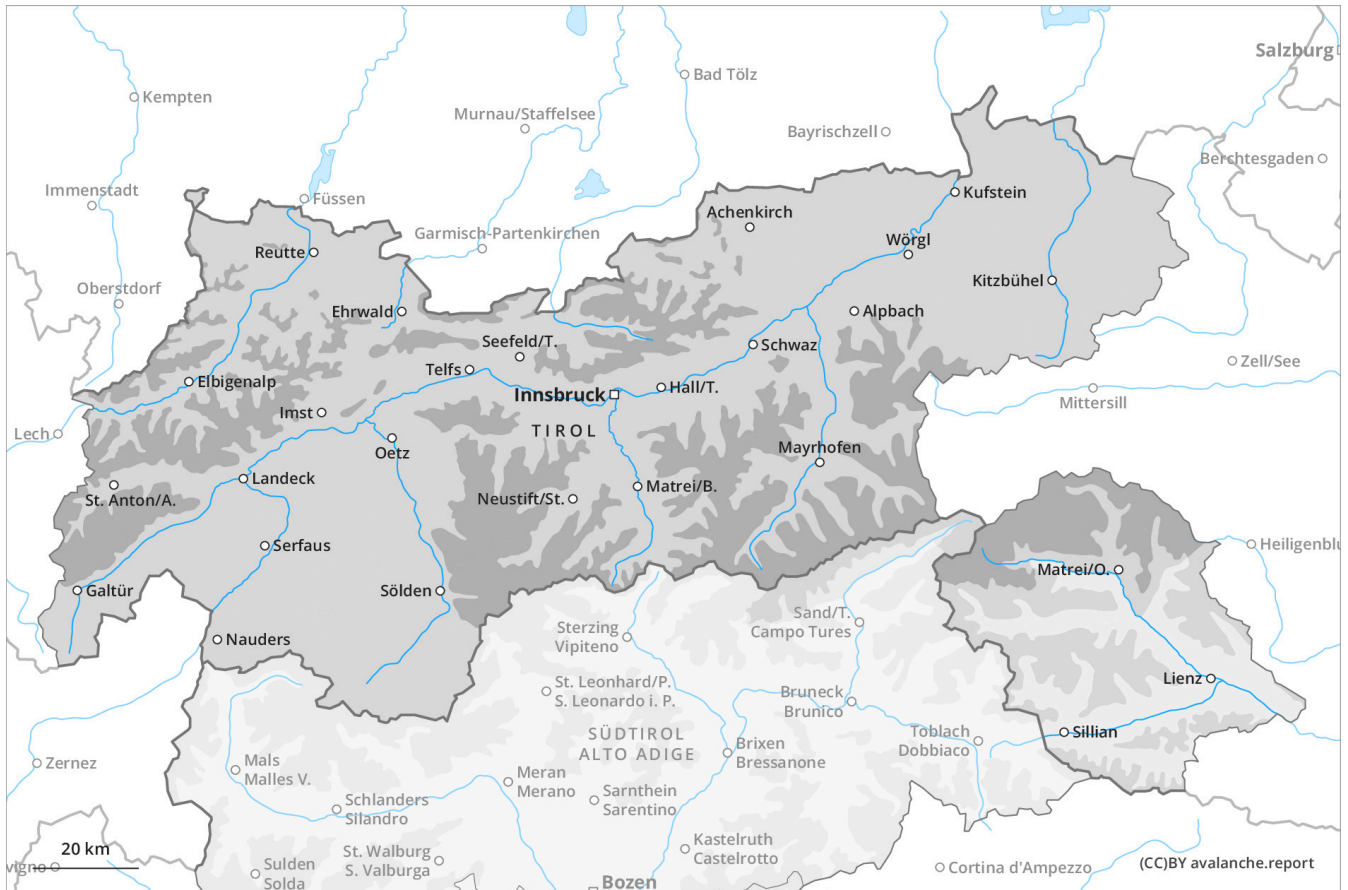 Salzburg
Bad Tölz
Kempten
Murnau/Staffelsee
Bayrischzell
Berchtesgaden
Immenstadt
Füssen
Kufstein
Achenkirch
Garmisch-Partenkirchen
Wörgl
Reutte
Kitzbühel
Oberstdorf
Ehrwald
Alpbach
Seefeld/T.
Schwaz
Zell/See
Telfs
Elbigenalp
Hall/T.
Innsbruck
Mittersill
Imst
Lech
TIROL
Oetz
Mayrhofen
Landeck
St. Anton/A.
Neustift/St.
Matrei/B.
Serfaus
Heiligenblu
Matrei/O.
Galtür
Sölden
Sand/T.
Campo Tures
Sterzing
Vipiteno
Nauders
Lienz
St. Leonhard/P.
S. Leonardo i. P.
Bruneck
Brunico
SÜDTIROL
ALTO ADIGE
Toblach
Dobbiaco
Sillian
Brixen
Bressanone
Zernez
Mals
Malles V.
Meran
Merano
Sarnthein
Sarentino
Schlanders
Silandro
Kastelruth
Castelrotto
20 km
St. Walburg
S. Valburga
vigno
Sulden
Solda
Cortina d'Ampezzo
(CC)BY avalanche.report
Bozen